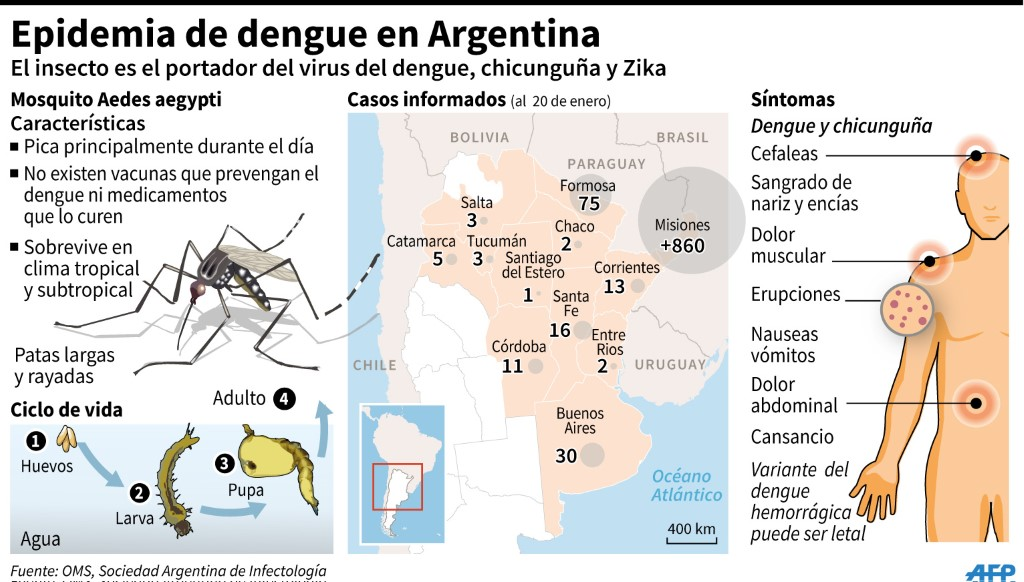 Epidemia de dengue en Argentina
El insecto es el portador del virus del dengue, chicunguña y Zika
Mosquito Aedes aegypti
Características
Pica principalmente durante el día
No existen vacunas que prevengan el
dengue ni medicamentos
que lo curen
Sobrevive en
clima tropical
y subtropical
Patas largas
y rayadas
Ciclo de vida
Adulto 4
1
Huevos
2
Larva
3
Pupa
Agua
Casos informados (al 20 de enero)
BOLIVIA
BRASIL
PARAGUAY
CHILE
URUGUAY
Formosa
75
Misiones
+860
Salta
3
Chaco
2
Catamarca
5
Tucumán
3
Santiago
del Estero
1
Corrientes
13
Santa
Fe
16
Entre
Rios
2
Córdoba
11
Buenos
Aires
30
Océano
Atlántico
400 km
Síntomas
Dengue y chicunguña
Cefaleas
Sangrado de
nariz y encías
Dolor
muscular
Erupciones
Nauseas
vómitos
Dolor
abdominal
Cansancio
Variante del
dengue
hemorrágica
puede ser letal
Fuente: OMS, Sociedad Argentina de Infectología
AFP